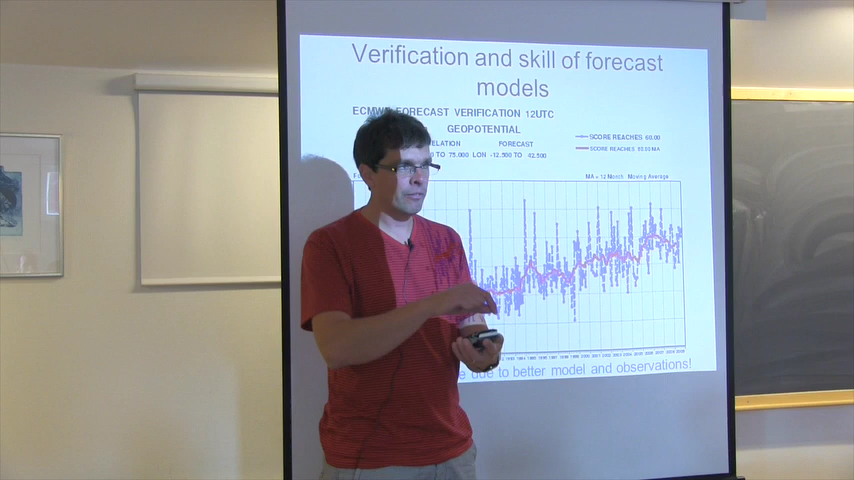 Verification and skill of forecast
models
ECMWF FORECAST VERIFICATION 12UTC
GEOPOTENTIAL
SCORE REACHES 60.00
FORECAST
SCORE REACHES 60.00 MA
TO 75.000 LON -12.500 TO 42.500
MA = 12 Month Moving Average
due to better model and observations!